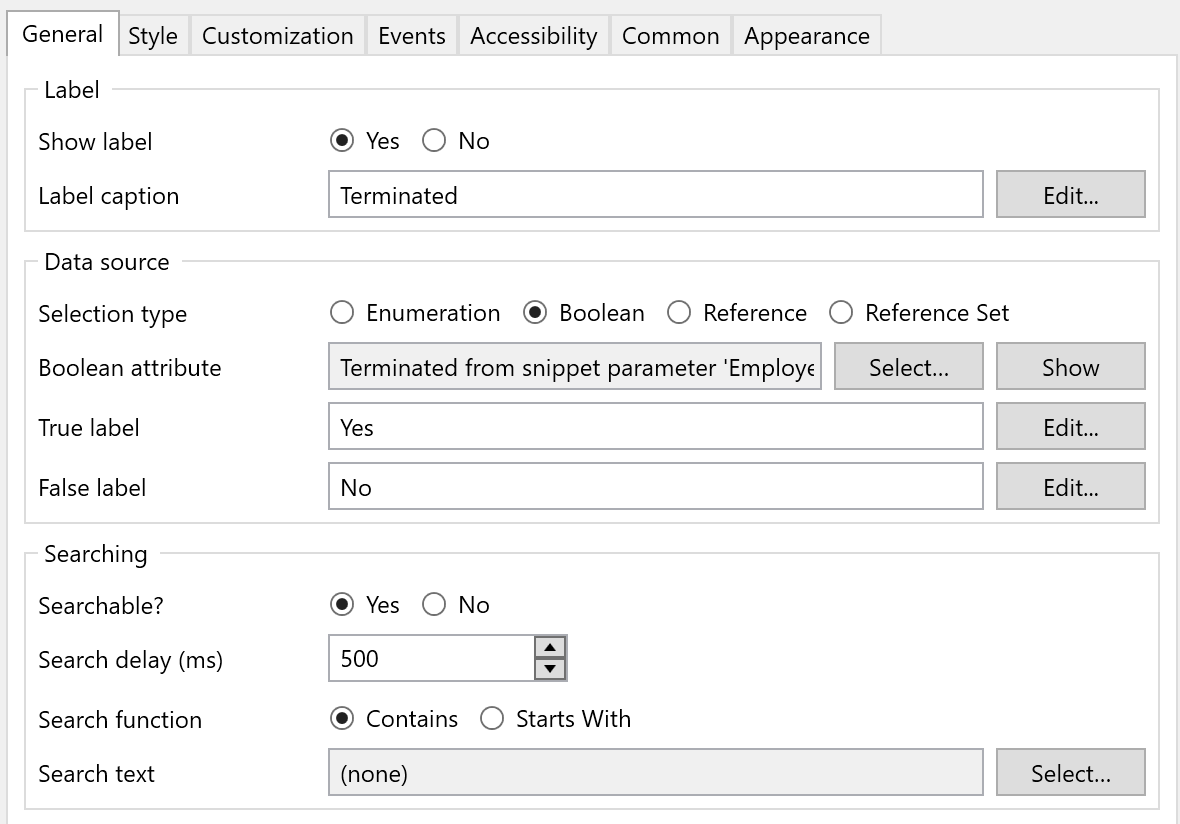 General Style Customization Events Accessibility Common Appearance
Label
Show label Yes No
Label caption Terminated Edit...
Data source
Selection type Enumeration Boolean Reference Reference Set
Boolean attribute Terminated from snippet parameter 'Employe Select... Show
True label Yes Edit...
False label No Edit...
Searching
Searchable? Yes No
Search delay (ms) 500
Search function Contains Starts With
Search text (none) Select...